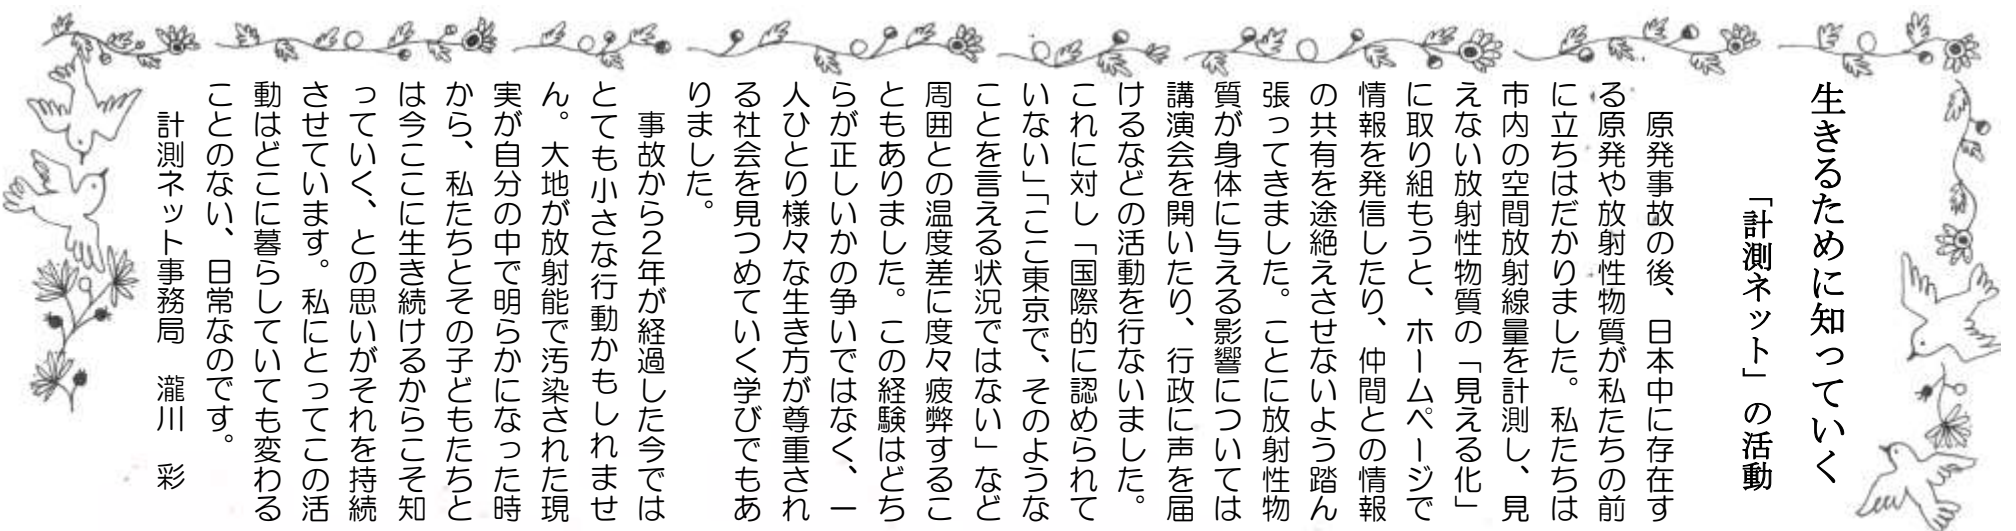 生きるために知っていく
「計測ネット」の活動
原発事故の後、日本中に存在す
る原発や放射性物質が私たちの前
に立ちはだかりました。私たちは
市内の空間放射線量を計測し、見
えない放射性物質の「見える化」
に取り組もうと、ホームページで
情報を発信したり、仲間との情報
の共有を途絶えさせないよう踏ん
張ってきました。ことに放射性物
質が身体に与える影響については
講演会を開いたり、行政に声を届
けるなどの活動を行ないました。
これに対し「国際的に認められて
いない」「ここ東京で、そのような
ことを言える状況ではない」など
周囲との温度差に度々疲弊するこ
ともありました。この経験はどち
らが正しいかの争いではなく、一
人ひとり様々な生き方が尊重され
る社会を見つめていく学びでもあ
りました。
事故から2年が経過した今では
とても小さな行動かもしれませ
ん。大地が放射能で汚染された現
実が自分の中で明らかになった時
から、私たちとその子どもたちと
は今ここに生き続けるからこそ知
っていく、との思いがそれを持続
させています。私にとってこの活
動はどこに暮らしていても変わる
ことのない、日常なのです。
計測ネット事務局　瀧川　彩